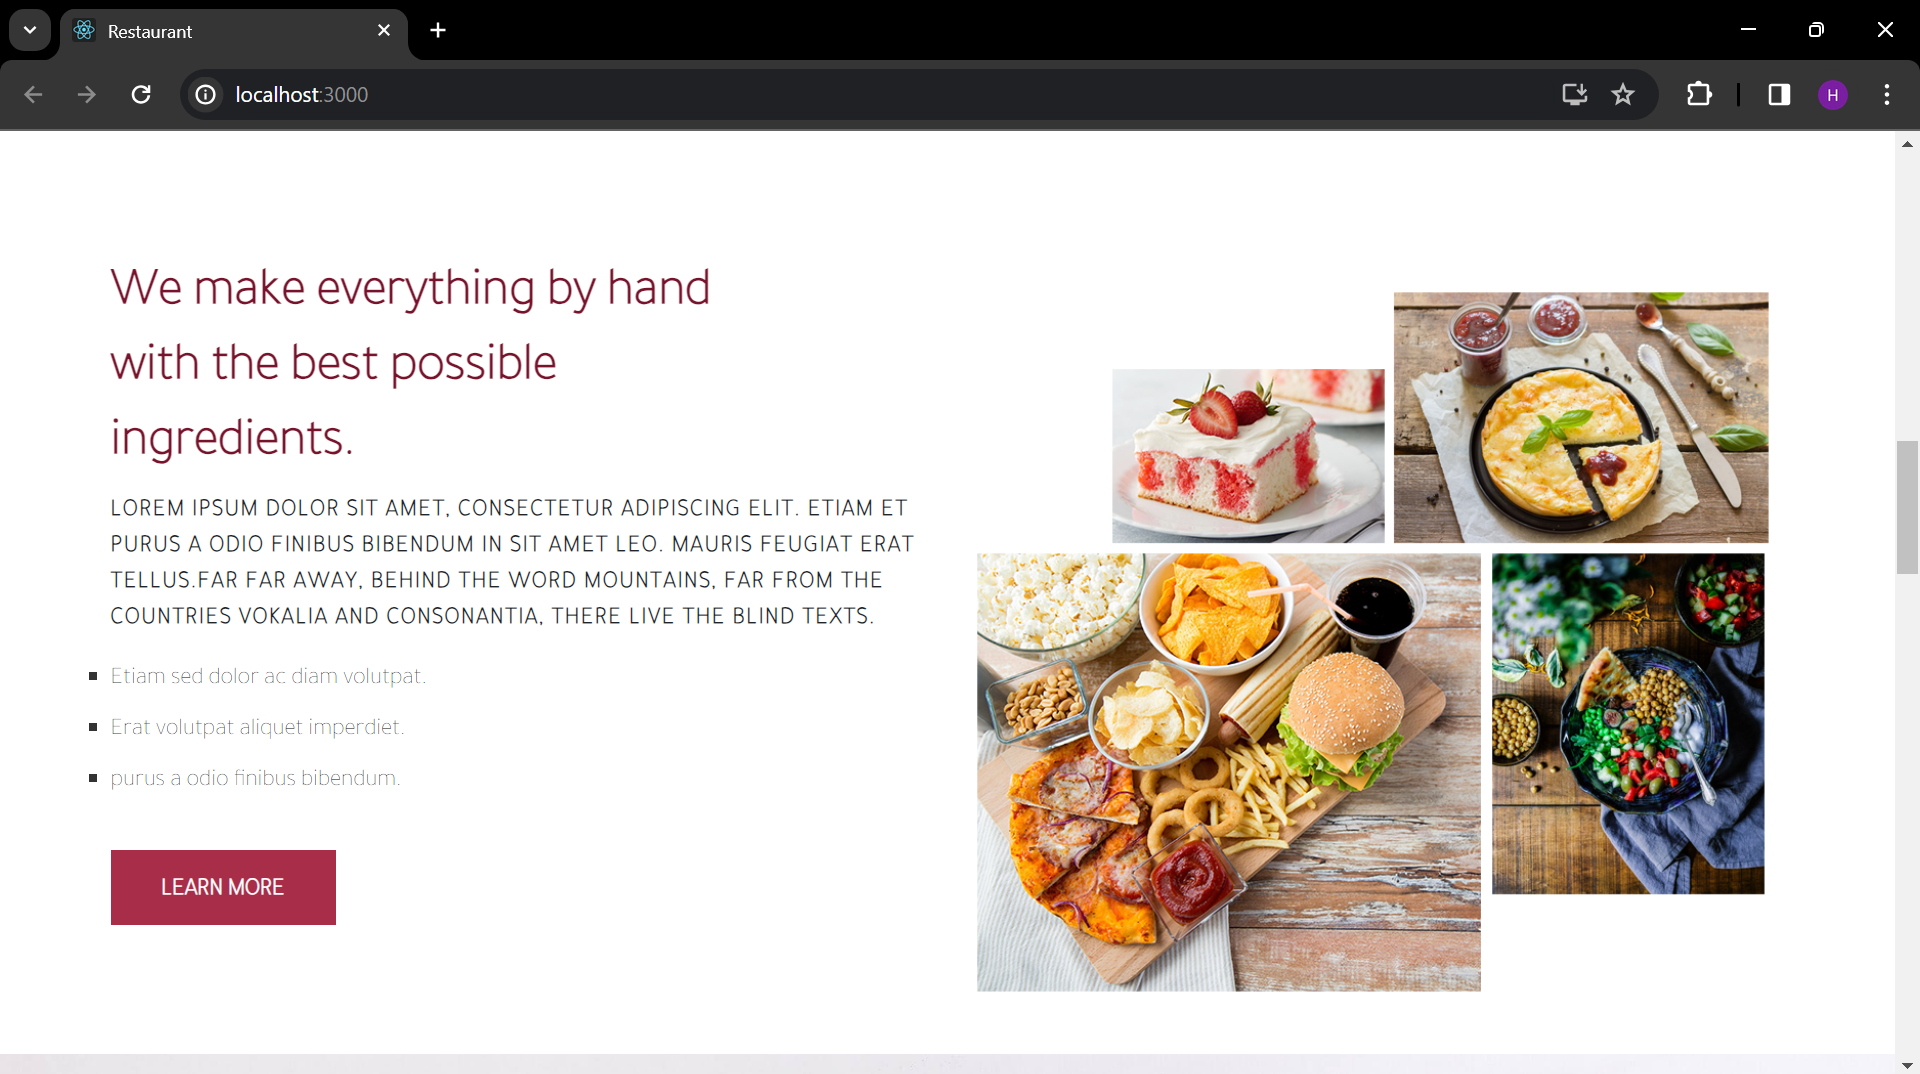 Restaurant
localhost:3000
H
We make everything by hand
with the best possible
ingredients.
LOREM IPSUM DOLOR SIT AMET, CONSECTETUR ADIPISCING ELIT. ETIAM ET
PURUS A ODIO FINIBUS BIBENDUM IN SIT AMET LEO. MAURIS FEUGIAT ERAT
TELLUS.FAR FAR AWAY, BEHIND THE WORD MOUNTAINS, FAR FROM THE
COUNTRIES VOKALIA AND CONSONANTIA, THERE LIVE THE BLIND TEXTS.
Etiam sed dolor ac diam volutpat.
Erat volutpat aliquet imperdiet.
purus a odio finibus bibendum.
LEARN MORE